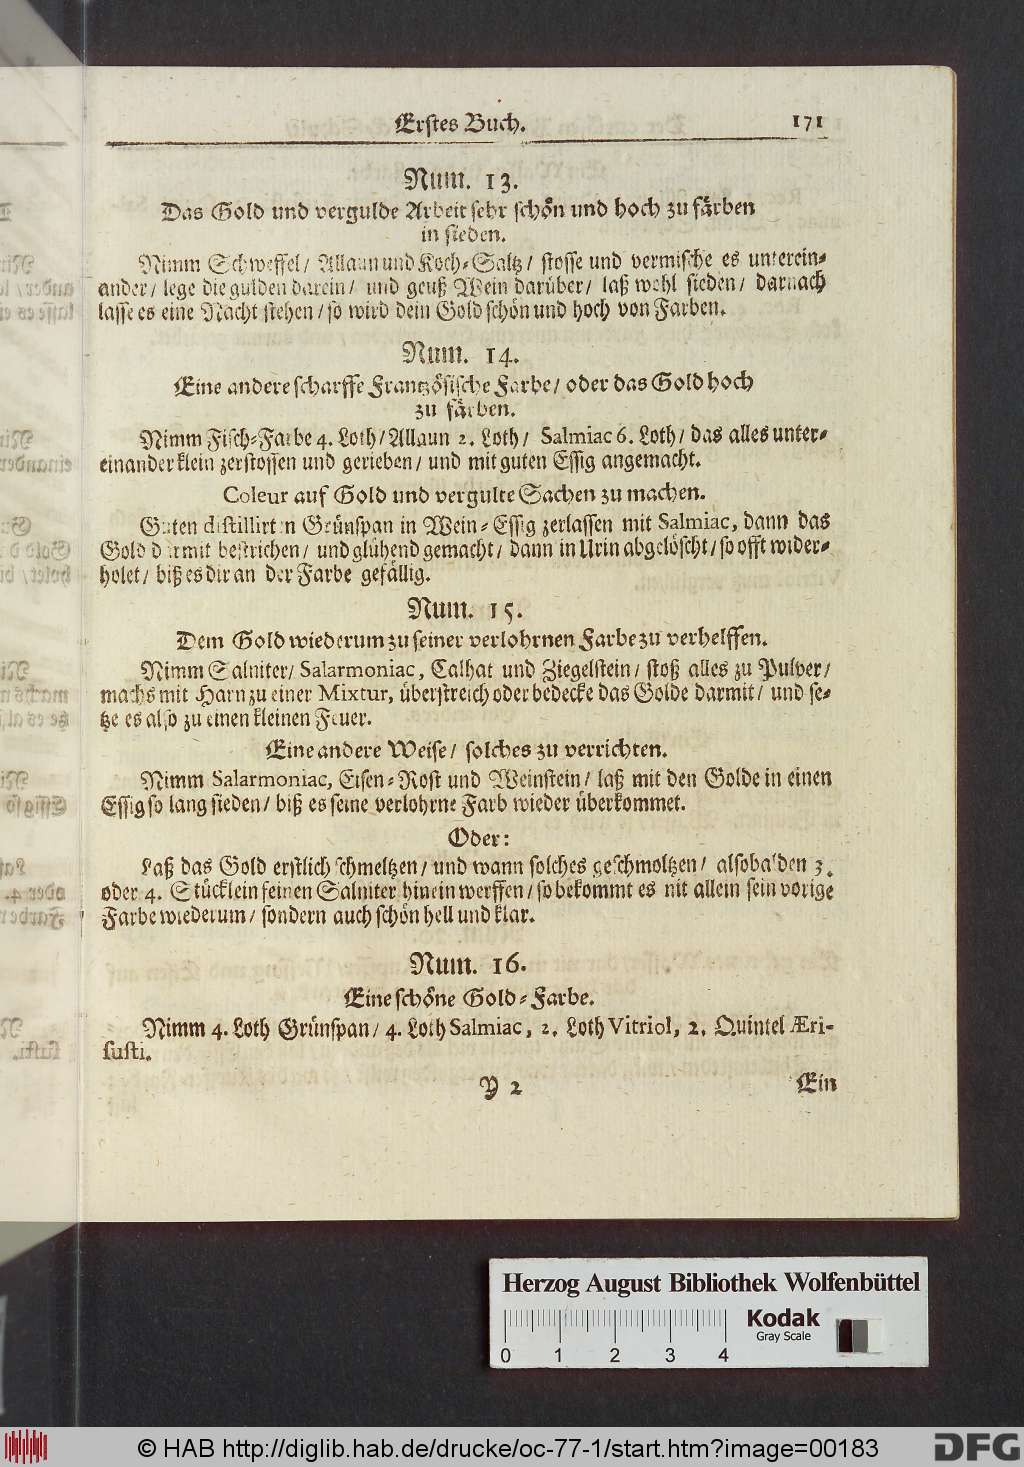 Erstes Buch. 171
Num. 13.
Das Gold und vergulde Arbeit sehr schön und hoch zu färben
in sieden.
Nimm Schweffel/ Allaun und Koch-Saltz/ stosse und vermische es unterein-
ander/ lege die gulden darein/ und geuß Wein darüber/ laß wohl sieden/ darnach
lasse es eine Nacht stehen/ so wird dein Gold schön und hoch von Farben.
Num. 14.
Eine andere scharffe Frantzösische Farbe/ oder das Gold hoch
zu färben.
Nimm Fisch-Farbe 4. Loth/ Allaun 2. Loth/ Salmiac 6. Loth/ das alles unter-
einander klein zerstossen und gerieben/ und mit guten Essig angemacht.
Coleur auf Gold und vergulte Sachen zu machen.
Guten distillirten Grünspan in Wein-Essig zerlassen mit Salmiac, dann das
Gold darmit bestrichen/ und glühend gemacht/ dann in Urin abgelöscht/ so offt wider-
holet/ biß es dir an der Farbe gefällig.
Num. 15.
Dem Gold wiederum zu seiner verlohrnen Farbe zu verhelffen.
Nimm Salniter/ Salarmoniac, Calhat und Ziegelstein/ stoß alles zu Pulver/
machs mit Harn zu einer Mixtur, überstreich oder bedecke das Golde darmit/ und se-
tze es also zu einen kleinen Feuer.
Eine andere Weise/ solches zu verrichten.
Nimm Salarmoniac, Eisen-Rost und Weinstein/ laß mit den Golde in einen
Essig so lang sieden/ biß es seine verlohrne Farb wieder überkommet.
Oder:
Laß das Gold erstlich schmeltzen/ und wann solches geschmoltzen/ alsobalden 3.
oder 4. Stücklein feinen Salniter hinein werffen/ so bekommt es nit allein sein vorige
Farbe wiederum/ sondern auch schön hell und klar.
Num. 16.
Eine schöne Gold-Farbe.
Nimm 4. Loth Grünspan/ 4. Loth Salmiac, 2. Loth Vitriol, 2. Quintel Æri-
susti.
Y 2 Ein
Herzog August Bibliothek Wolfenbüttel
Kodak
Gray Scale
0 1 2 3 4
© HAB http://diglib.hab.de/drucke/oc-77-1/start.htm?image=00183
DFG